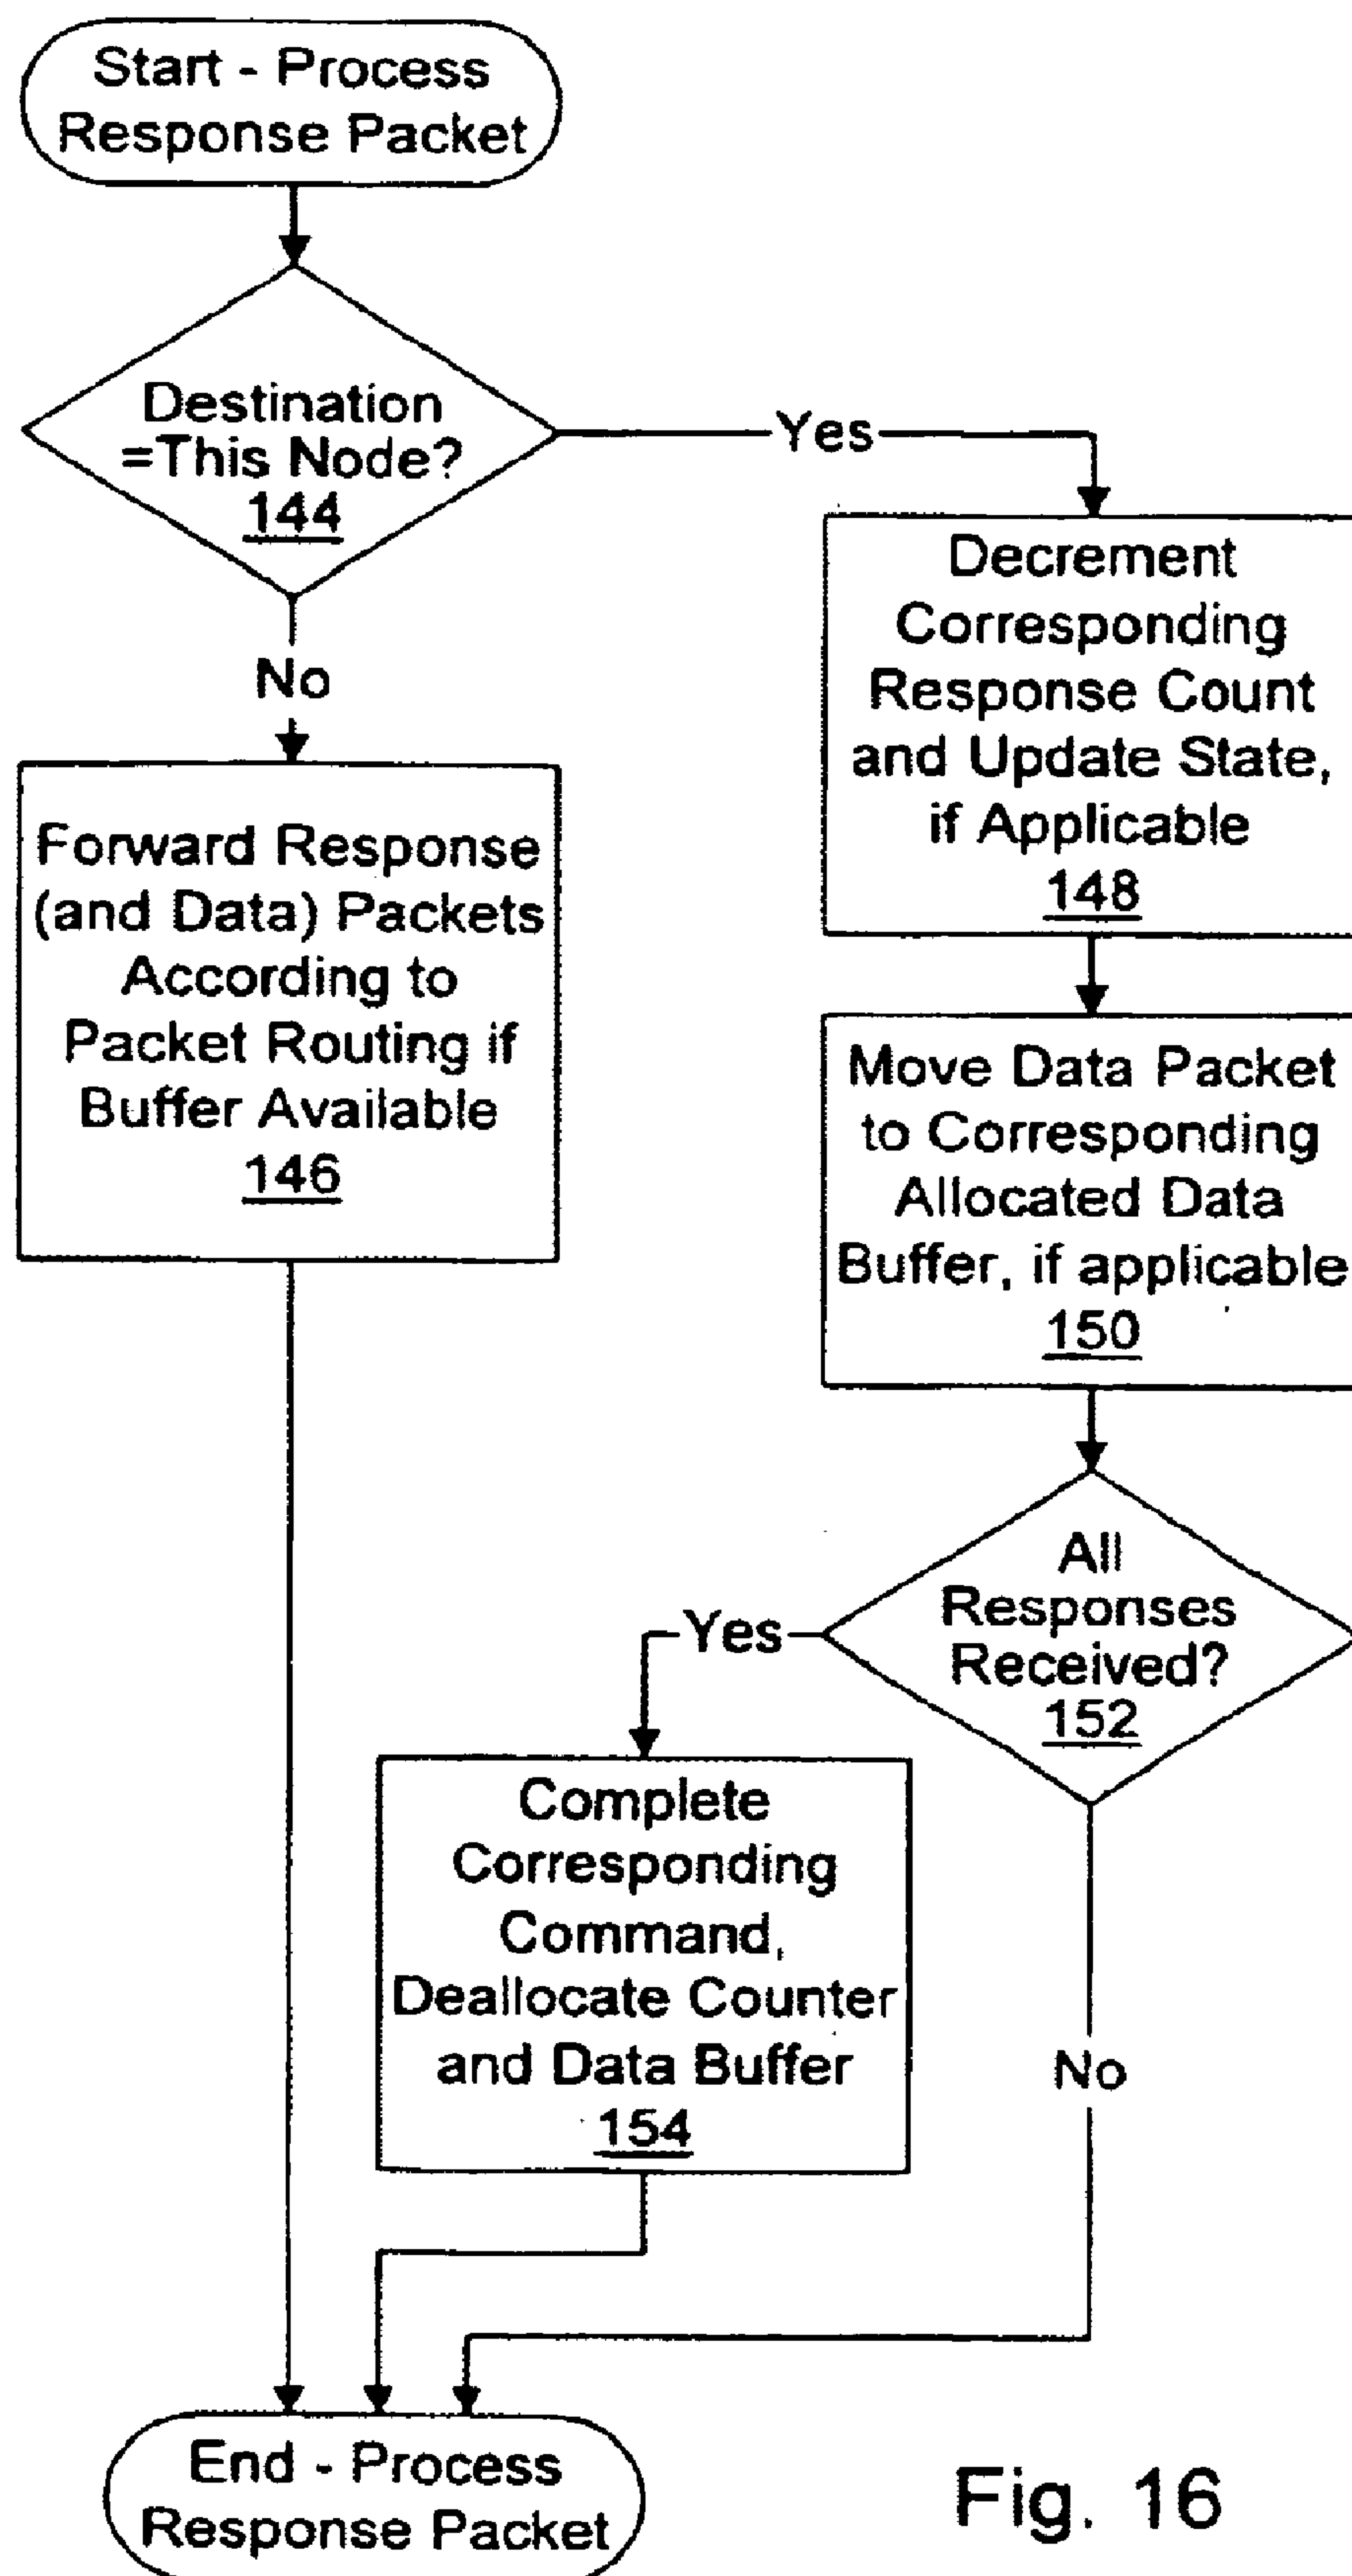 Start - Process
Response Packet
Destination
=This Node?
144
Yes
No
Decrement
Corresponding
Response Count
and Update State,
if Applicable
148
Forward Response
(and Data) Packets
According to
Packet Routing if
Buffer Available
146
Move Data Packet
to Corresponding
Allocated Data
Buffer, if applicable
150
All
Responses
Received?
152
Yes
Complete
Corresponding
Command,
Deallocate Counter
and Data Buffer
154
No
End - Process
Response Packet
Fig. 16